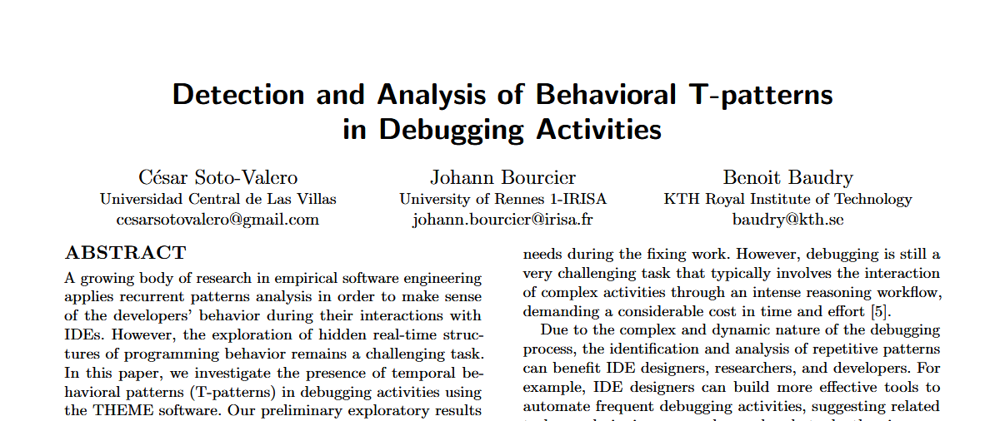 Detection and Analysis of Behavioral T-patterns
in Debugging Activities
César Soto-Valero
Universidad Central de Las Villas
cesarsotovalero@gmail.com
Johann Bourcier
University of Rennes 1-IRISA
johann.bourcier@irisa.fr
Benoit Baudry
KTH Royal Institute of Technology
baudry@kth.se
ABSTRACT
A growing body of research in empirical software engineering
applies recurrent patterns analysis in order to make sense
of the developers' behavior during their interactions with
IDEs. However, the exploration of hidden real-time struc-
tures of programming behavior remains a challenging task.
In this paper, we investigate the presence of temporal be-
havioral patterns (T-patterns) in debugging activities using
the THEME software. Our preliminary exploratory results
needs during the fixing work. However, debugging is still a
very challenging task that typically involves the interaction
of complex activities through an intense reasoning workflow,
demanding a considerable cost in time and effort [5].
Due to the complex and dynamic nature of the debugging
process, the identification and analysis of repetitive patterns
can benefit IDE designers, researchers, and developers. For
example, IDE designers can build more effective tools to
automate frequent debugging activities, suggesting related